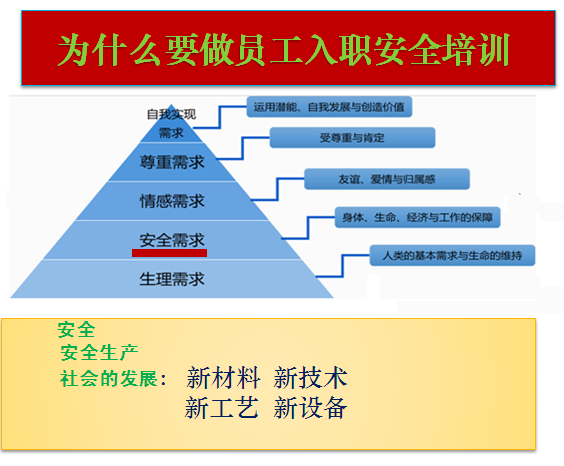 为什么要做员工入职安全培训
自我实现
需求
运用潜能、自我发展与创造价值
尊重需求
受尊重与肯定
情感需求
友谊、爱情与归属感
安全需求
身体、生命、经济与工作的保障
生理需求
人类的基本需求与生命的维持
安全
安全生产
社会的发展： 新材料 新技术
新工艺 新设备